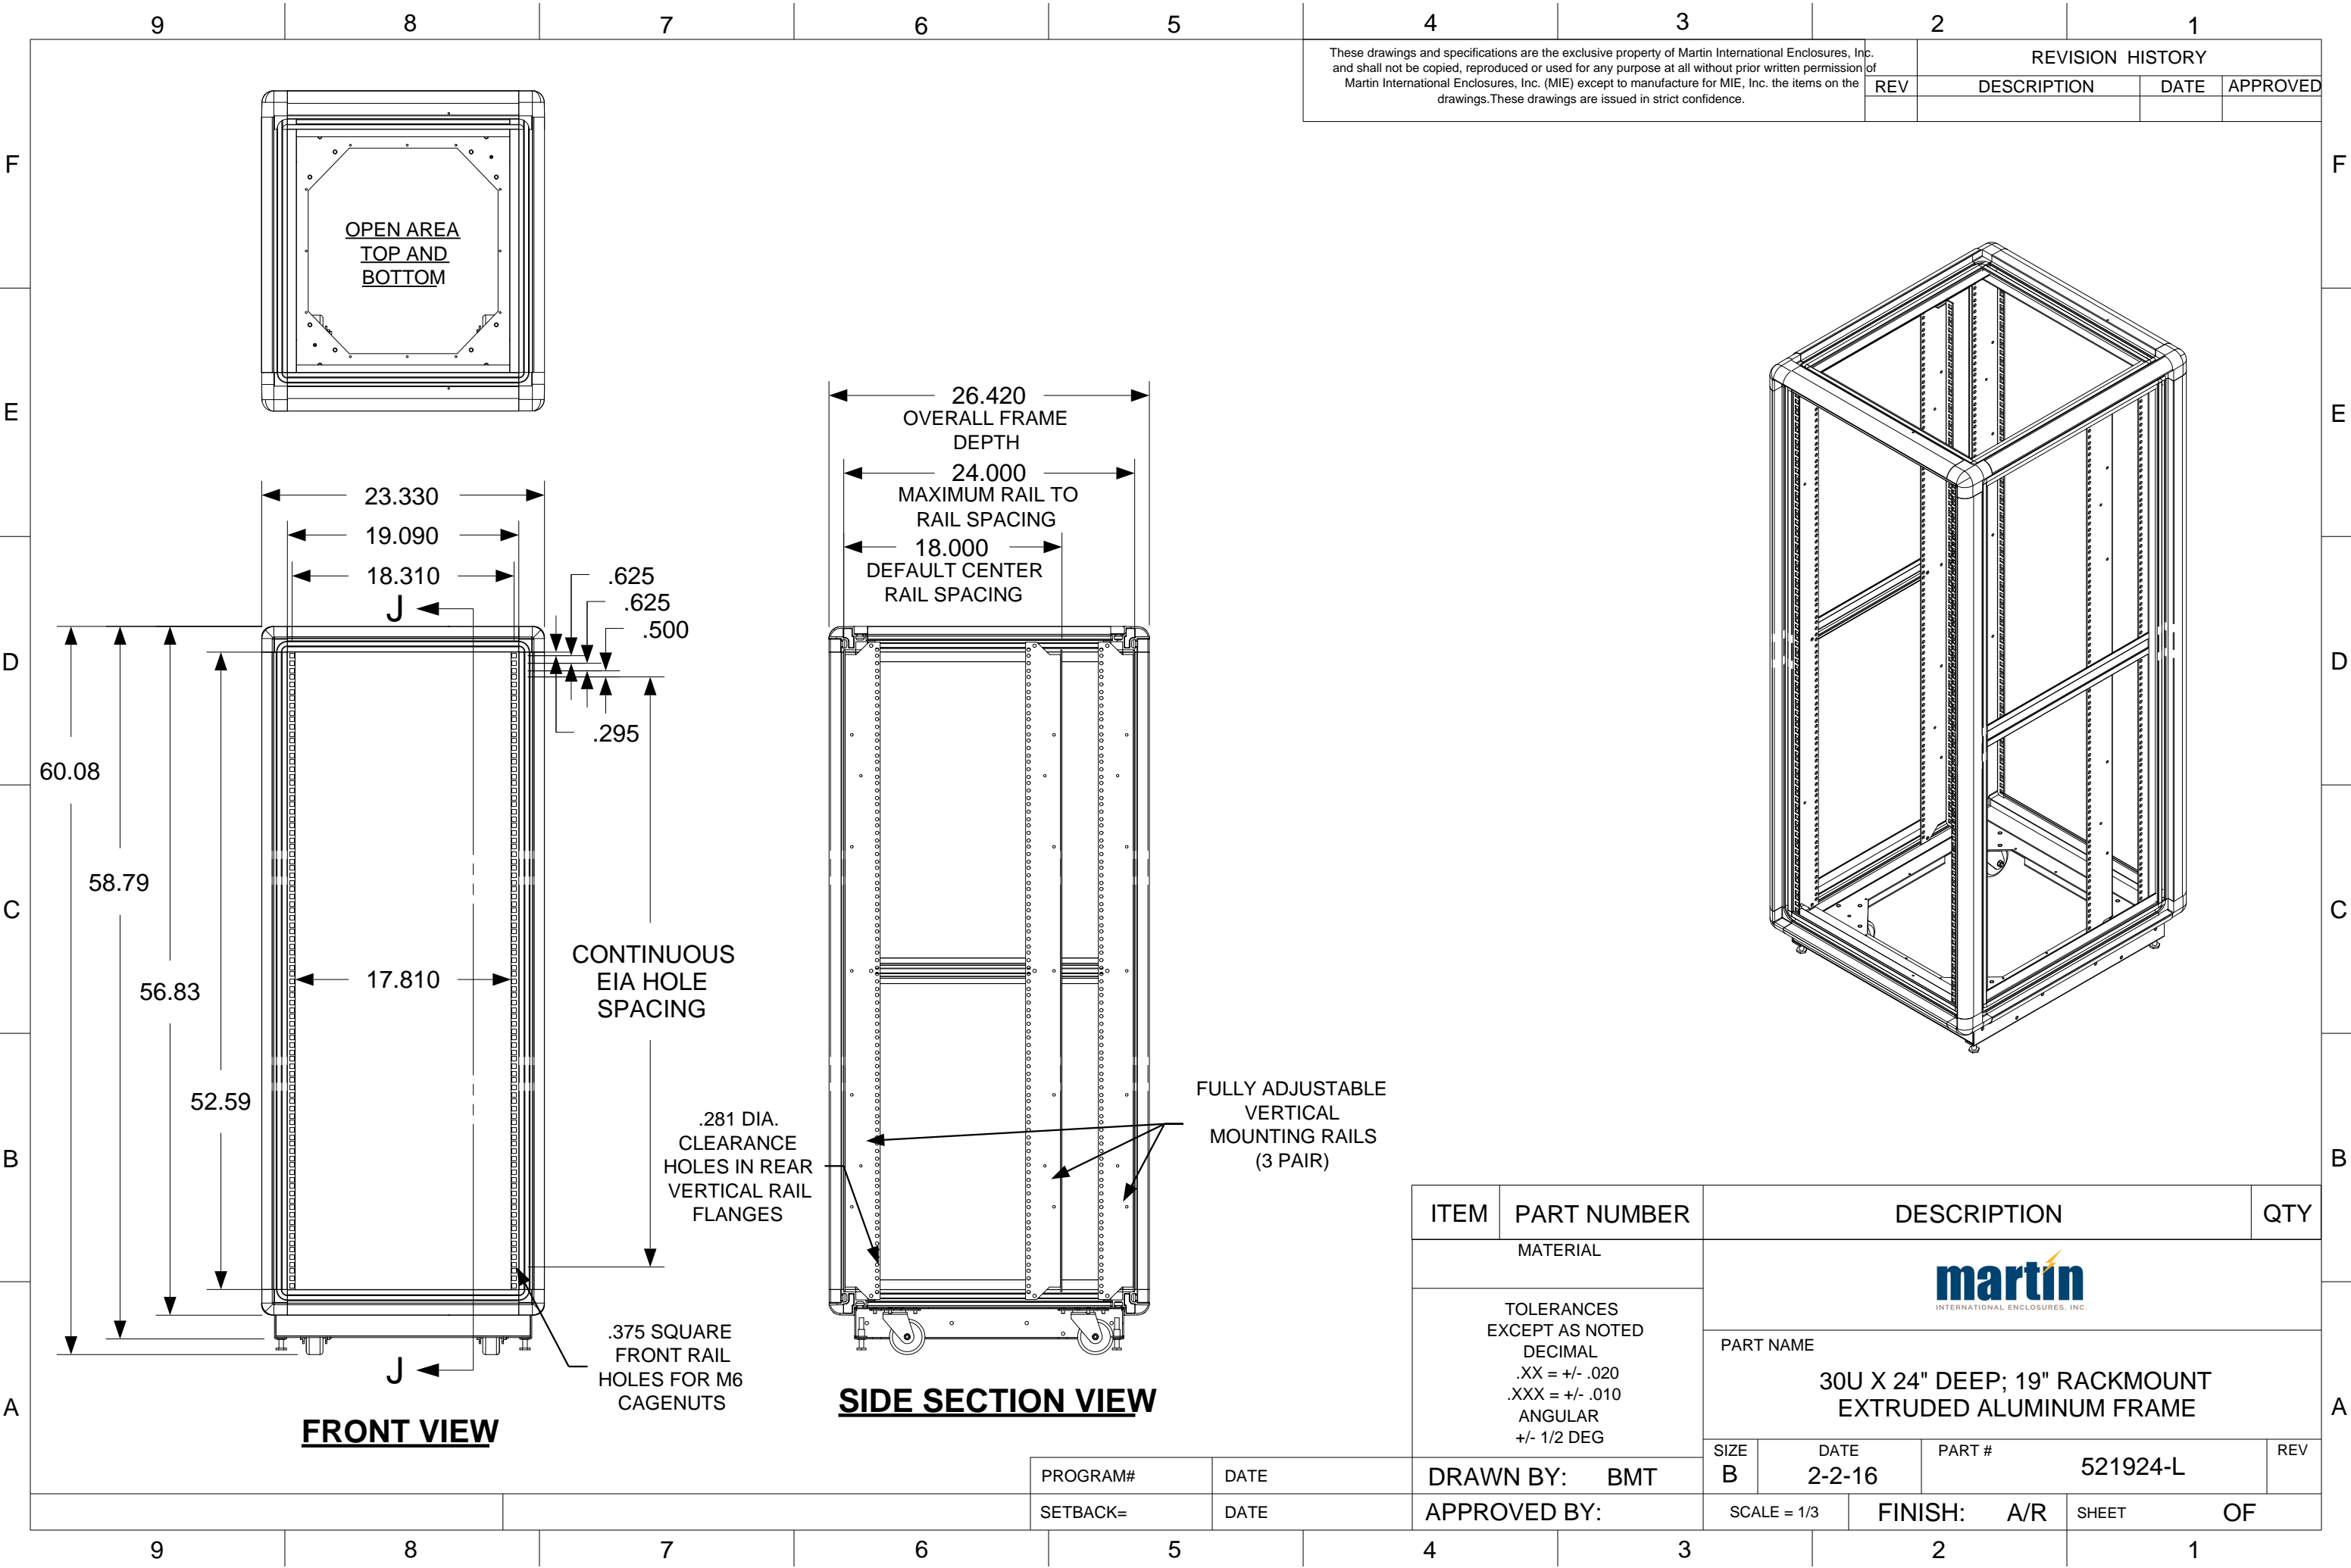 9 8 7 6 5 4 3 2 1
These drawings and specifications are the exclusive property of Martin International Enclosures, Inc.
and shall not be copied, reproduced or used for any purpose at all without prior written permission of
Martin International Enclosures, Inc. (MIE) except to manufacture for MIE, Inc. the items on the
drawings.These drawings are issued in strict confidence.
REVISION HISTORY
REV DESCRIPTION DATE APPROVED
F F
OPEN AREA
TOP AND
BOTTOM
E E
26.420
OVERALL FRAME
DEPTH
24.000
MAXIMUM RAIL TO
RAIL SPACING
18.000
DEFAULT CENTER
RAIL SPACING
23.330
19.090
18.310
J
.625
.625
.500
.295
D D
60.08
58.79
56.83
52.59
17.810
C C
CONTINUOUS
EIA HOLE
SPACING
.281 DIA.
CLEARANCE
HOLES IN REAR
VERTICAL RAIL
FLANGES
FULLY ADJUSTABLE
VERTICAL
MOUNTING RAILS
(3 PAIR)
B B
.375 SQUARE
FRONT RAIL
HOLES FOR M6
CAGENUTS
J
FRONT VIEW
SIDE SECTION VIEW
A A
ITEM PART NUMBER DESCRIPTION QTY
MATERIAL
martin
INTERNATIONAL ENCLOSURES, INC.
TOLERANCES
EXCEPT AS NOTED
DECIMAL
.XX = +/- .020
.XXX = +/- .010
ANGULAR
+/- 1/2 DEG
PART NAME
30U X 24" DEEP; 19" RACKMOUNT
EXTRUDED ALUMINUM FRAME
SIZE DATE PART # REV
B 2-2-16 521924-L
PROGRAM# DATE DRAWN BY: BMT
SETBACK= DATE APPROVED BY: SCALE = 1/3 FINISH: A/R SHEET OF
9 8 7 6 5 4 3 2 1